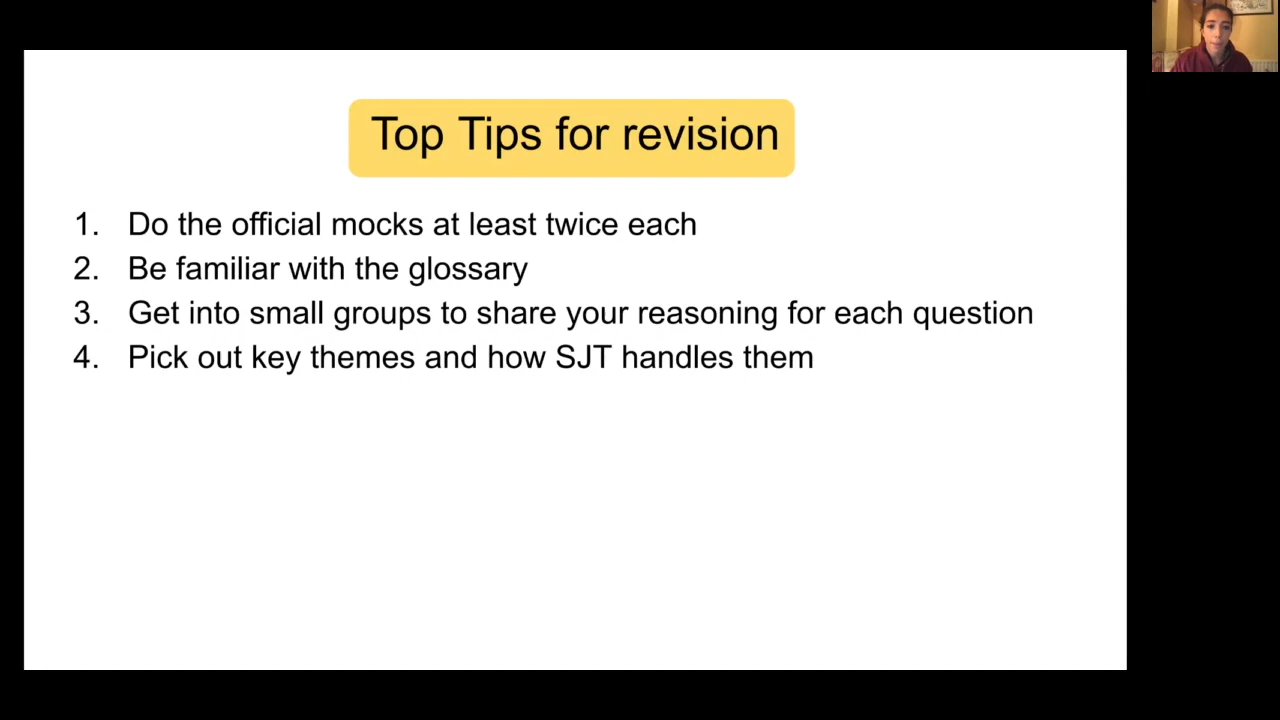 Top Tips for revision
1. Do the official mocks at least twice each
2. Be familiar with the glossary
3. Get into small groups to share your reasoning for each question
4. Pick out key themes and how SJT handles them